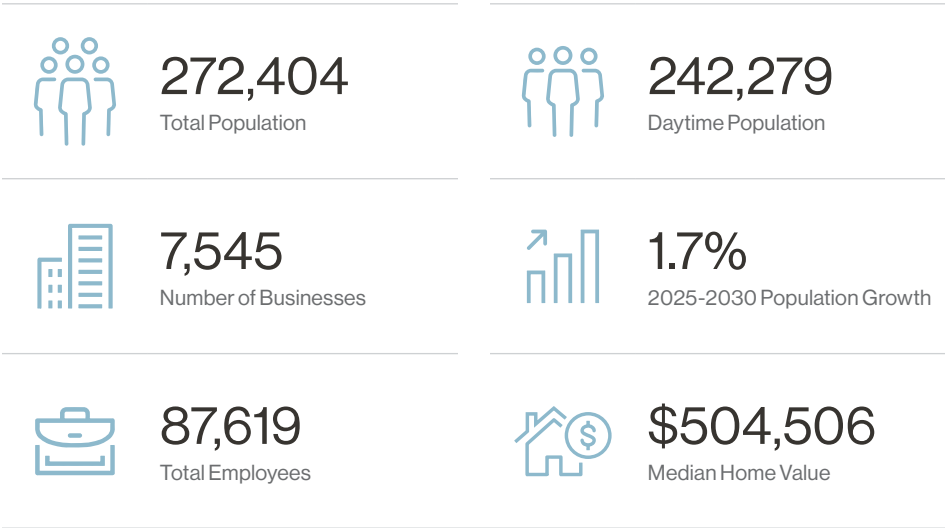 272,404
Total Population
242,279
Daytime Population
7,545
Number of Businesses
1.7%
2025-2030 Population Growth
87,619
Total Employees
$
$504,506
Median Home Value